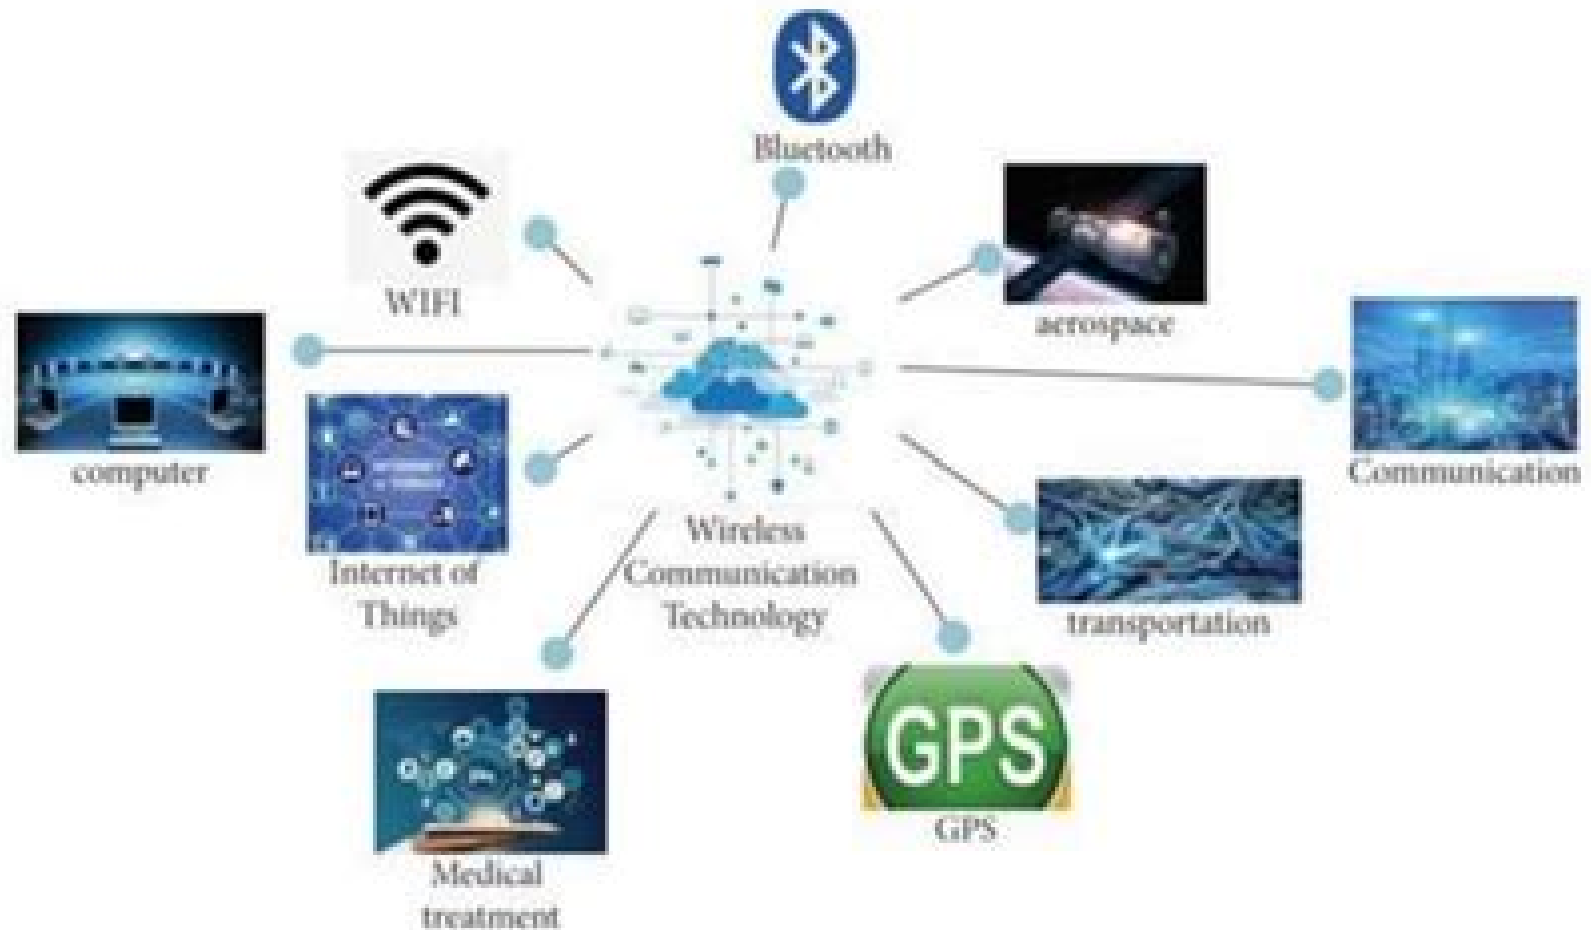 Bluetooth
WIFI
aerospace
computer
Communication
Internet of
Things
Wireless
Communication
Technology
transportation
GPS
GPS
Medical
treatment